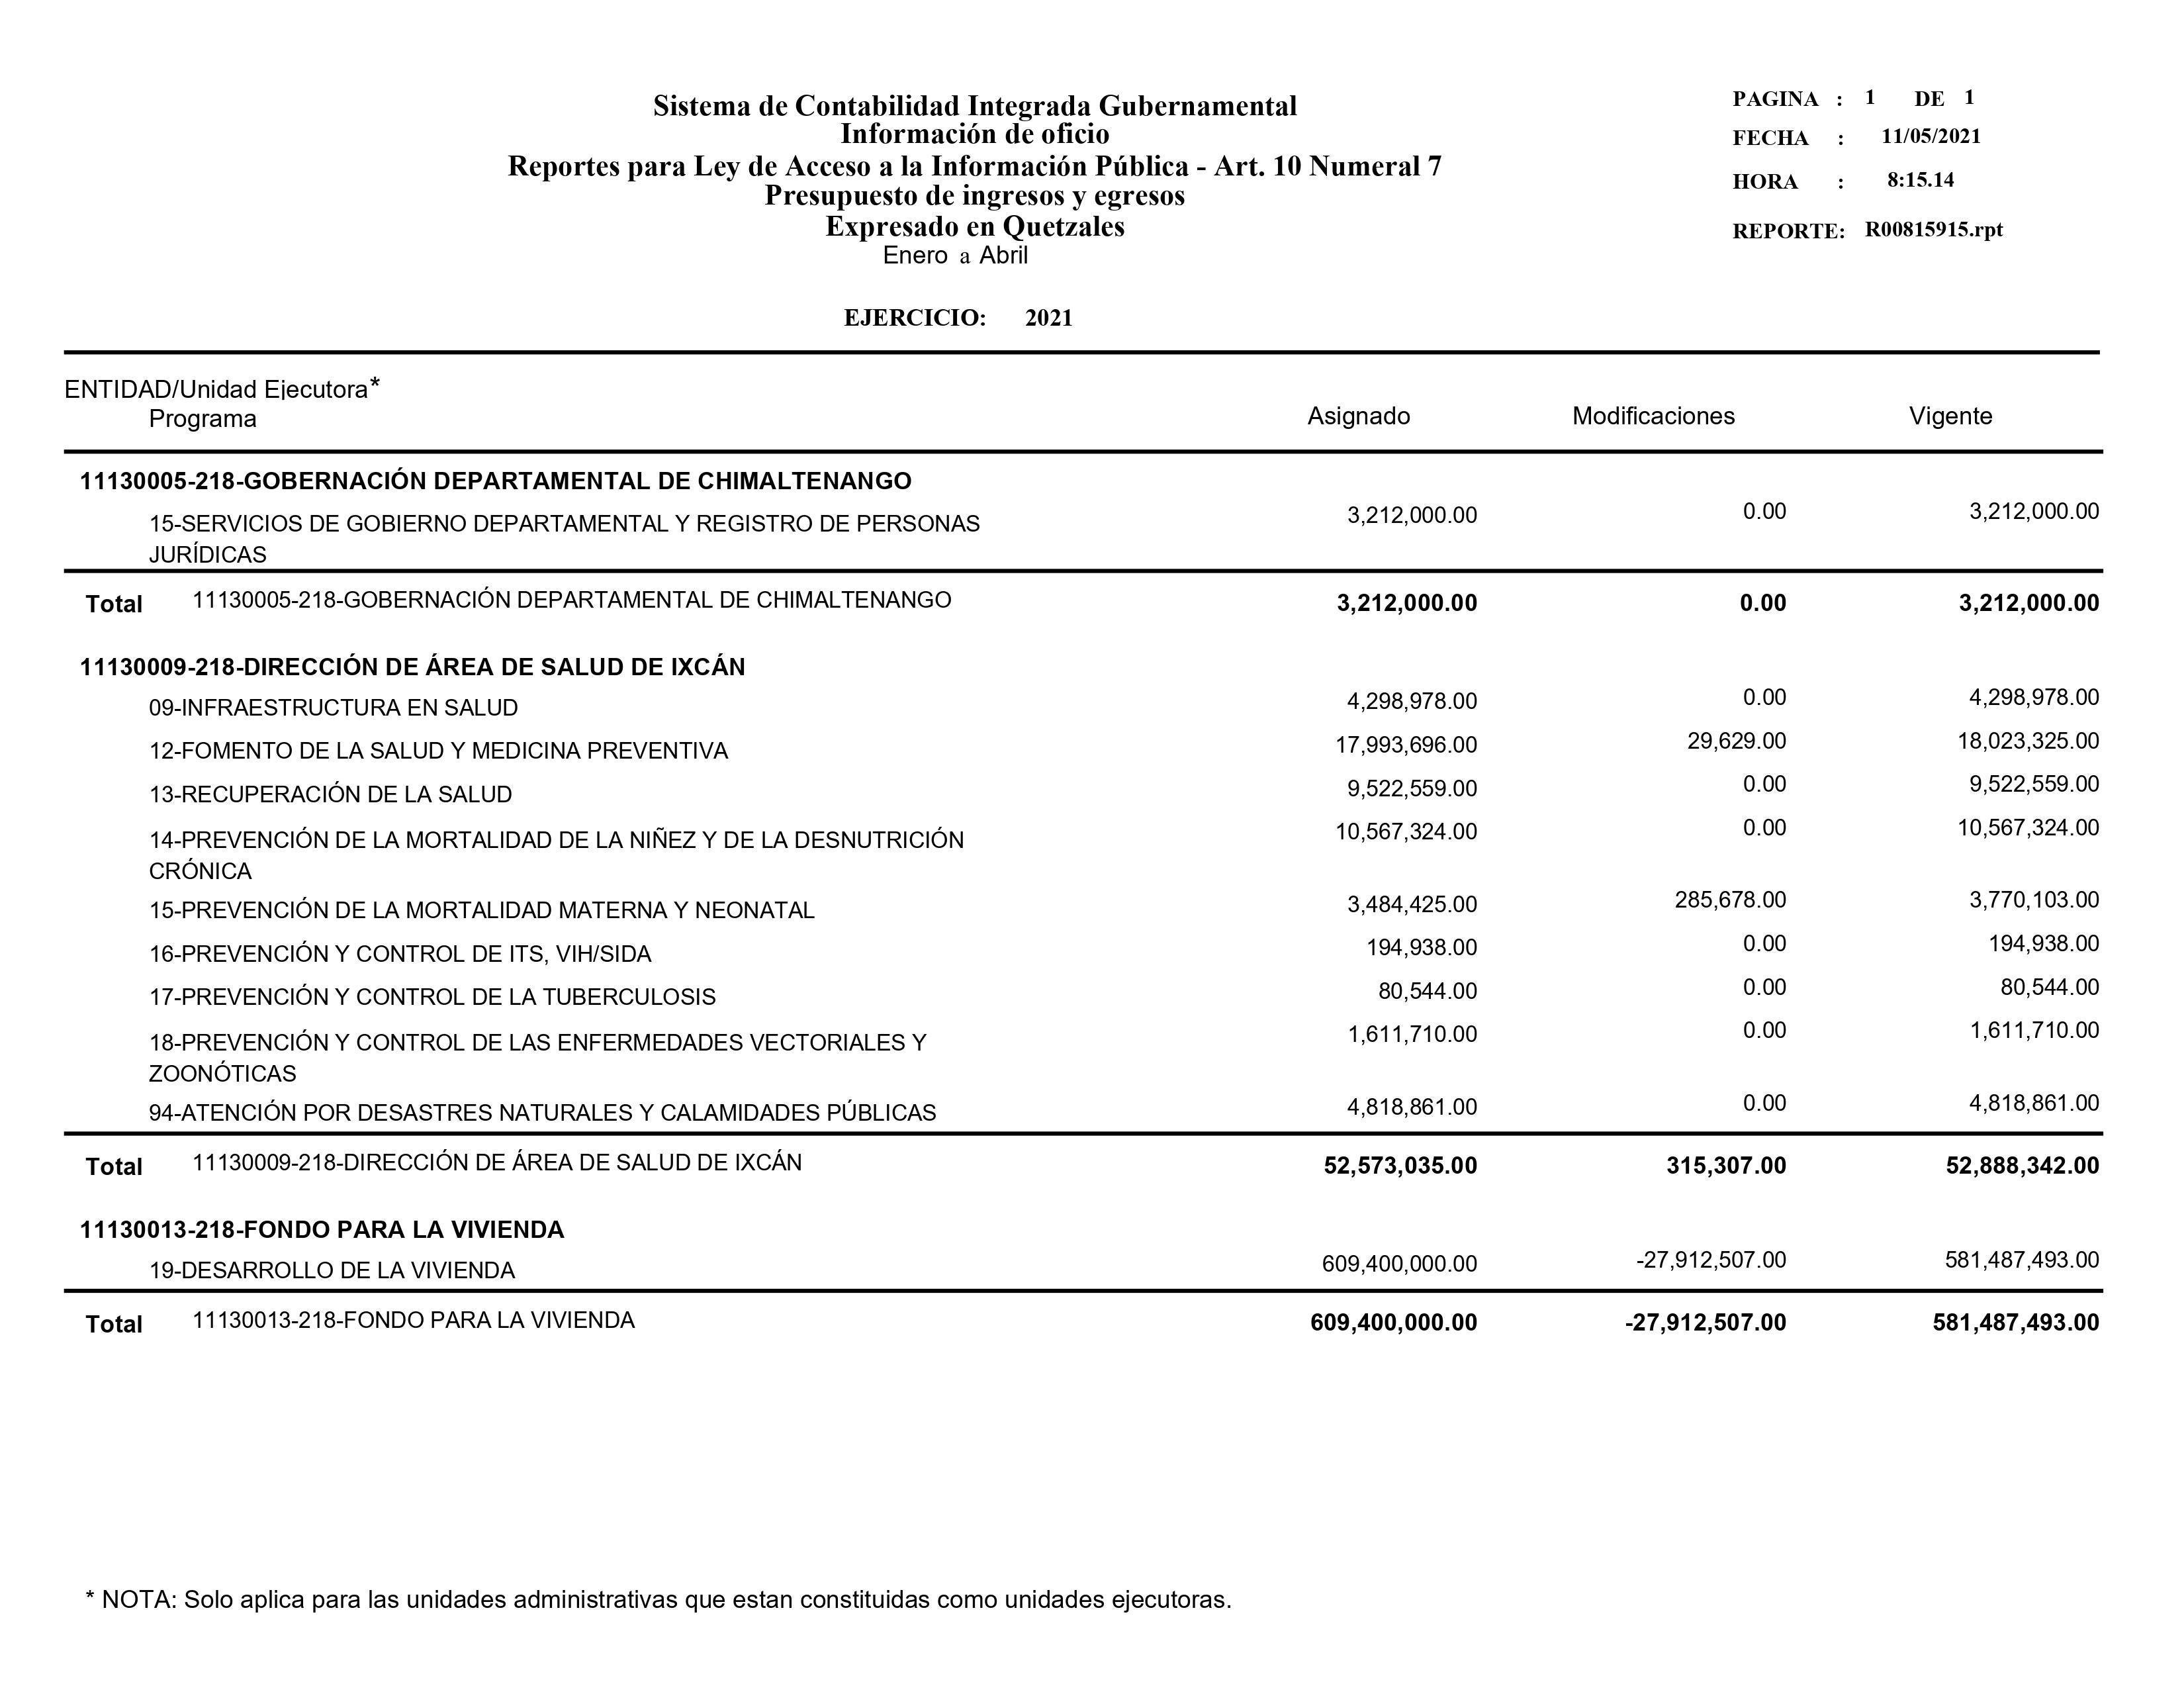 Sistema de Contabilidad Integrada Gubernamental
Información de oficio
Reportes para Ley de Acceso a la Información Pública - Art. 10 Numeral 7
Presupuesto de ingresos y egresos
Expresado en Quetzales
Enero a Abril
EJERCICIO: 2021
PAGINA : 1 DE 1
FECHA : 11/05/2021
HORA : 8:15.14
REPORTE: R00815915.rpt
ENTIDAD/Unidad Ejecutora*
Programa Asignado Modificaciones Vigente
11130005-218-GOBERNACIÓN DEPARTAMENTAL DE CHIMALTENANGO
15-SERVICIOS DE GOBIERNO DEPARTAMENTAL Y REGISTRO DE PERSONAS 3,212,000.00 0.00 3,212,000.00
JURÍDICAS
Total 11130005-218-GOBERNACIÓN DEPARTAMENTAL DE CHIMALTENANGO 3,212,000.00 0.00 3,212,000.00
11130009-218-DIRECCIÓN DE ÁREA DE SALUD DE IXCÁN
09-INFRAESTRUCTURA EN SALUD 4,298,978.00 0.00 4,298,978.00
12-FOMENTO DE LA SALUD Y MEDICINA PREVENTIVA 17,993,696.00 29,629.00 18,023,325.00
13-RECUPERACIÓN DE LA SALUD 9,522,559.00 0.00 9,522,559.00
14-PREVENCIÓN DE LA MORTALIDAD DE LA NIÑEZ Y DE LA DESNUTRICIÓN 10,567,324.00 0.00 10,567,324.00
CRÓNICA
15-PREVENCIÓN DE LA MORTALIDAD MATERNA Y NEONATAL 3,484,425.00 285,678.00 3,770,103.00
16-PREVENCIÓN Y CONTROL DE ITS, VIH/SIDA 194,938.00 0.00 194,938.00
17-PREVENCIÓN Y CONTROL DE LA TUBERCULOSIS 80,544.00 0.00 80,544.00
18-PREVENCIÓN Y CONTROL DE LAS ENFERMEDADES VECTORIALES Y 1,611,710.00 0.00 1,611,710.00
ZOONÓTICAS
94-ATENCIÓN POR DESASTRES NATURALES Y CALAMIDADES PÚBLICAS 4,818,861.00 0.00 4,818,861.00
Total 11130009-218-DIRECCIÓN DE ÁREA DE SALUD DE IXCÁN 52,573,035.00 315,307.00 52,888,342.00
11130013-218-FONDO PARA LA VIVIENDA
19-DESARROLLO DE LA VIVIENDA 609,400,000.00 -27,912,507.00 581,487,493.00
Total 11130013-218-FONDO PARA LA VIVIENDA 609,400,000.00 -27,912,507.00 581,487,493.00
* NOTA: Solo aplica para las unidades administrativas que estan constituidas como unidades ejecutoras.